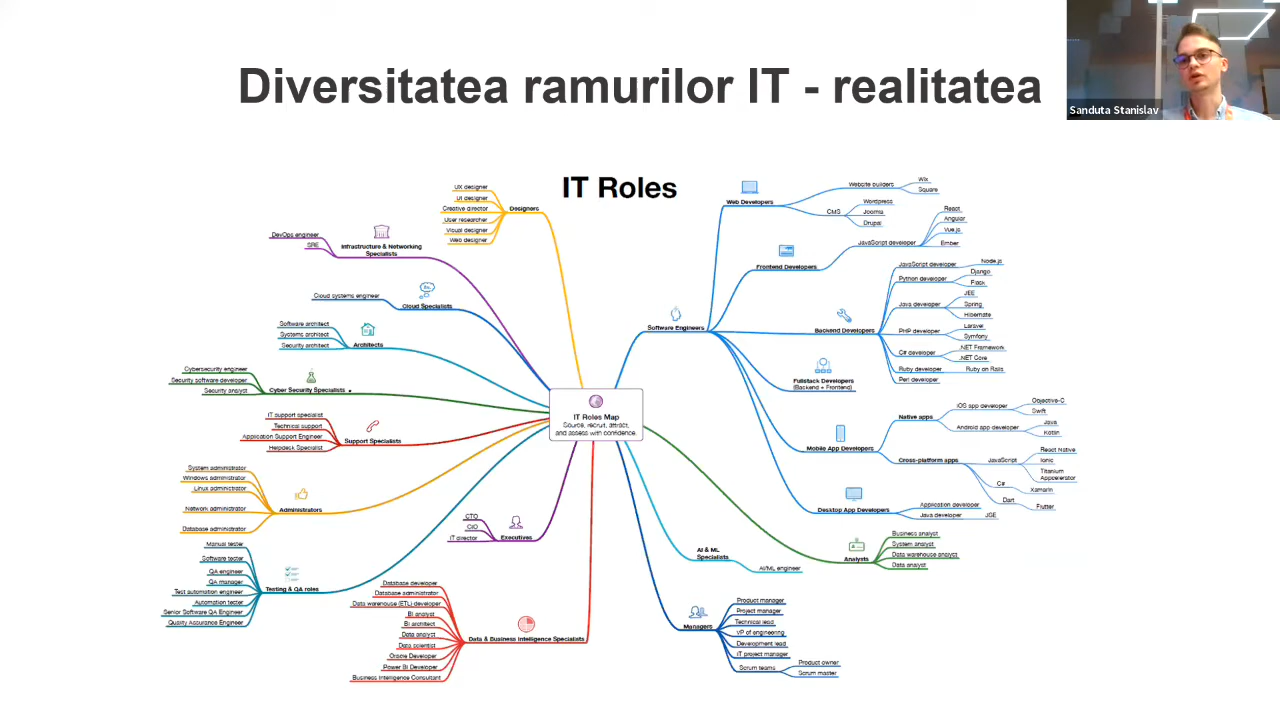 Diversitatea ramurilor IT - realitatea
Sanduta Stanislav
IT Roles
UX designer
UI designer
Creative director
User researcher
Visual designer
Web designer
Designers
DevOps engineer
SRE
Infrastructure & Networking
Specialists
Cloud systems engineer
Cloud Specialists
Software architect
Systems architect
Security architect
Architects
Cybersecurity engineer
Security software developer
Security analyst
Cyber Security Specialists
IT support specialist
Technical support
Application Support Engineer
Helpdesk Specialist
Support Specialists
System administrator
Windows administrator
Linux administrator
Network administrator
Database administrator
Administrators
Manual tester
Software tester
QA engineer
QA manager
Test automation engineer
Automation tester
Senior Software QA Engineer
Quality Assurance Engineer
Testing & QA roles
CTO
CIO
IT director
Executives
Database developer
Database administrator
Data warehouse (ETL) developer
BI analyst
BI architect
Data analyst
Data scientist
Oracle Developer
Power BI Developer
Business Intelligence Consultant
Data & Business Intelligence Specialists
IT Roles Map
Source, recruit, attract,
and assess with confidence.
Software Engineers
Web Developers
Website builders
Wix
Square
CMS
Wordpress
Joomla
Drupal
Frontend Developers
JavaScript developer
React
Angular
Vue.js
Ember
Backend Developers
JavaScript developer
Node.js
Python developer
Django
Flask
Java developer
JEE
Spring
Hibernate
PHP developer
Laravel
Symfony
C# developer
.NET Framework
.NET Core
Ruby developer
Ruby on Rails
Perl developer
Fullstack Developers
(Backend + Frontend)
Mobile App Developers
Native apps
iOS app developer
Objective-C
Swift
Android app developer
Java
Kotlin
Cross-platform apps
JavaScript
React Native
Ionic
Titanium
Appcelerator
C#
Xamarin
Dart
Flutter
Desktop App Developers
Application developer
Java developer
JSE
Analysts
Business analyst
System analyst
Data warehouse analyst
Data analyst
AI & ML
Specialists
AI/ML engineer
Managers
Product manager
Project manager
Technical lead
VP of engineering
Development lead
IT project manager
Scrum teams
Product owner
Scrum master